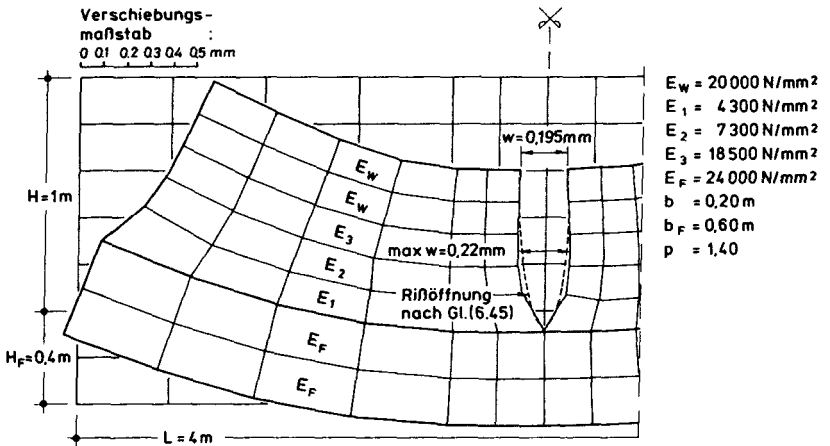 Verschiebungs-
maßstab :
0 0.1 0.2 0.3 0.4 0.5 mm
H=1m
H_F=0,4m
L = 4m
E_W
E_W
E_3
E_2
E_1
E_F
E_F
w=0,195mm
max w=0,22mm
Rißöffnung
nach Gl.(6.45)
E_W = 20 000 N/mm²
E_1 = 4 300 N/mm²
E_2 = 7 300 N/mm²
E_3 = 18 500 N/mm²
E_F = 24 000 N/mm²
b = 0,20 m
b_F = 0,60 m
p = 1,40